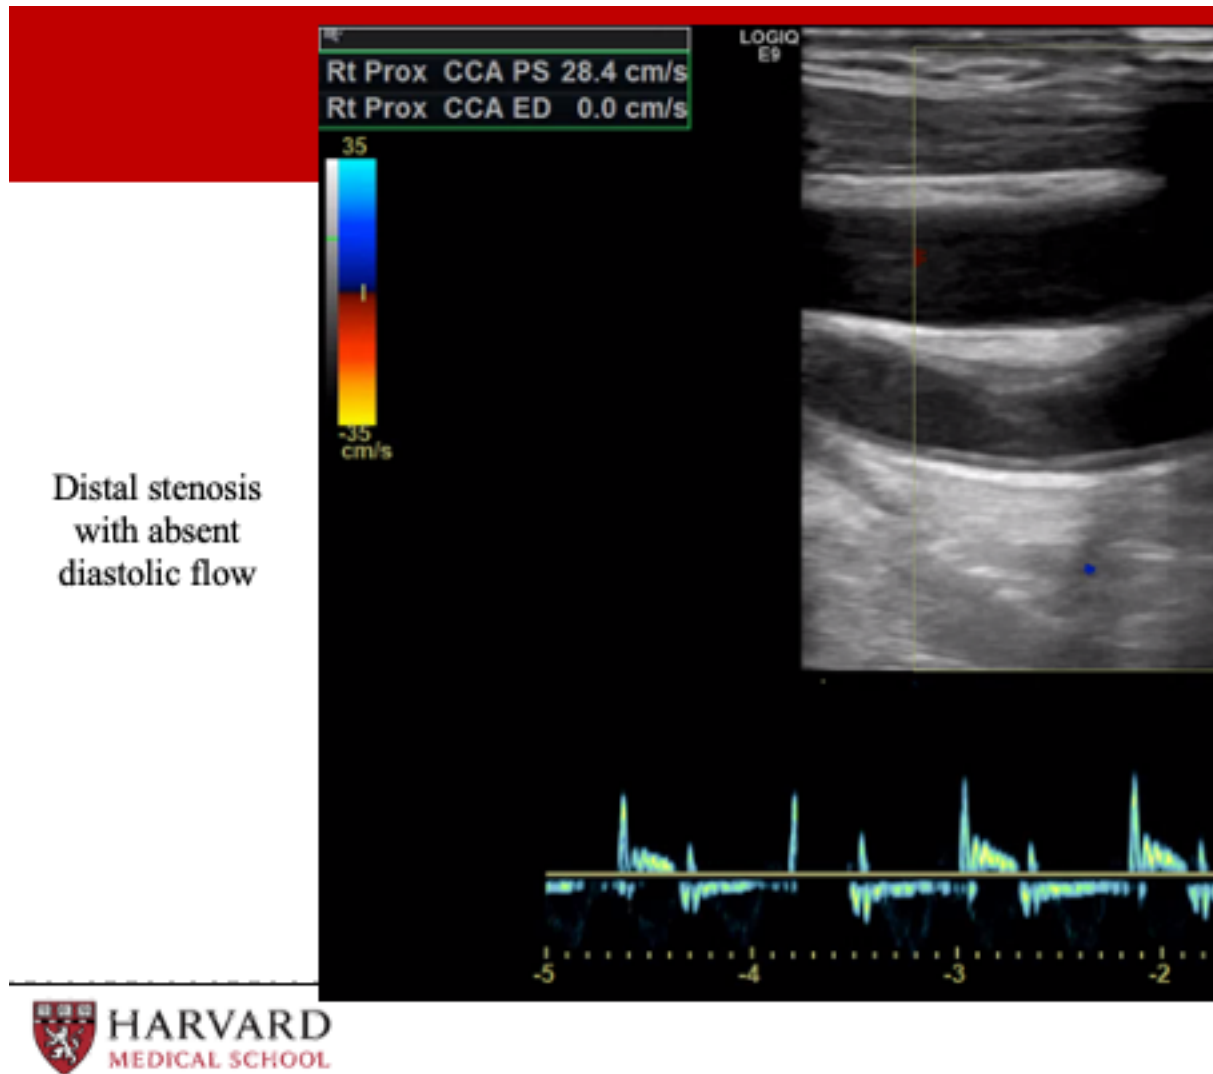 Rt Prox CCA PS 28.4 cm/s
Rt Prox CCA ED 0.0 cm/s
LOGIQ
E9
35
-35
cm/s
Distal stenosis
with absent
diastolic flow
-5 -4 -3 -2
HARVARD
MEDICAL SCHOOL